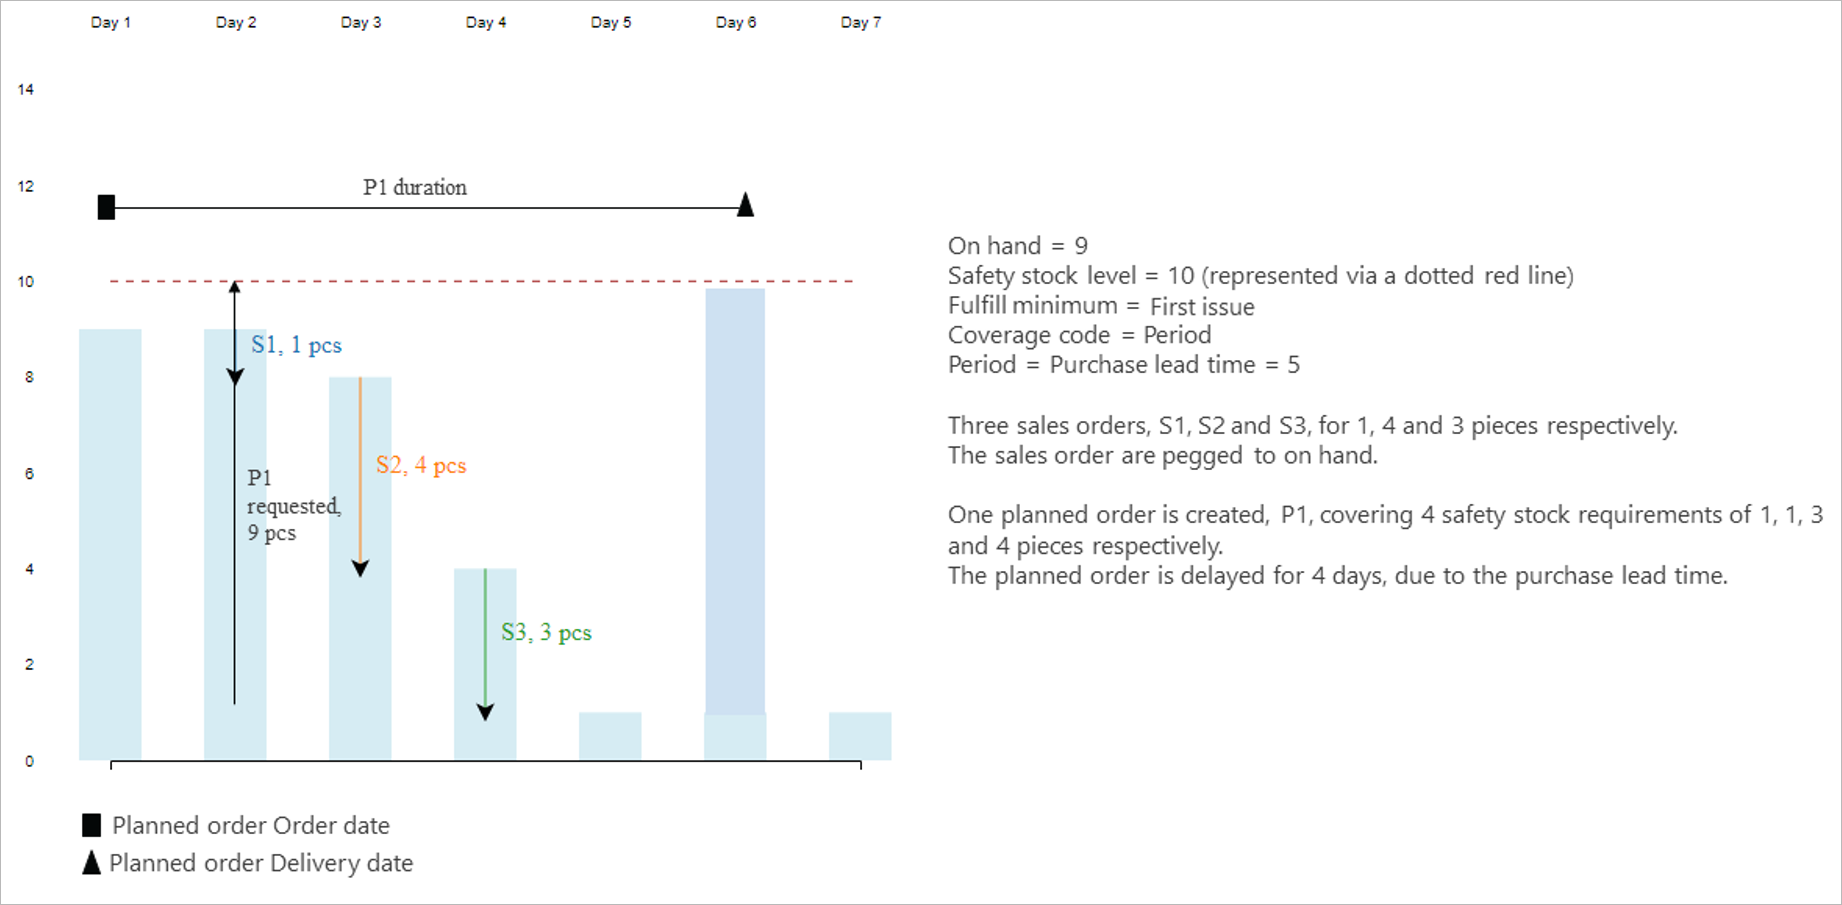 Day 1 Day 2 Day 3 Day 4 Day 5 Day 6 Day 7
14
12
P1 duration
10
8
S1, 1 pcs
6
S2, 4 pcs
P1
requested,
9 pcs
4
S3, 3 pcs
2
0
Planned order Order date
Planned order Delivery date
On hand = 9
Safety stock level = 10 (represented via a dotted red line)
Fulfill minimum = First issue
Coverage code = Period
Period = Purchase lead time = 5
Three sales orders, S1, S2 and S3, for 1, 4 and 3 pieces respectively.
The sales order are pegged to on hand.
One planned order is created, P1, covering 4 safety stock requirements of 1, 1, 3
and 4 pieces respectively.
The planned order is delayed for 4 days, due to the purchase lead time.